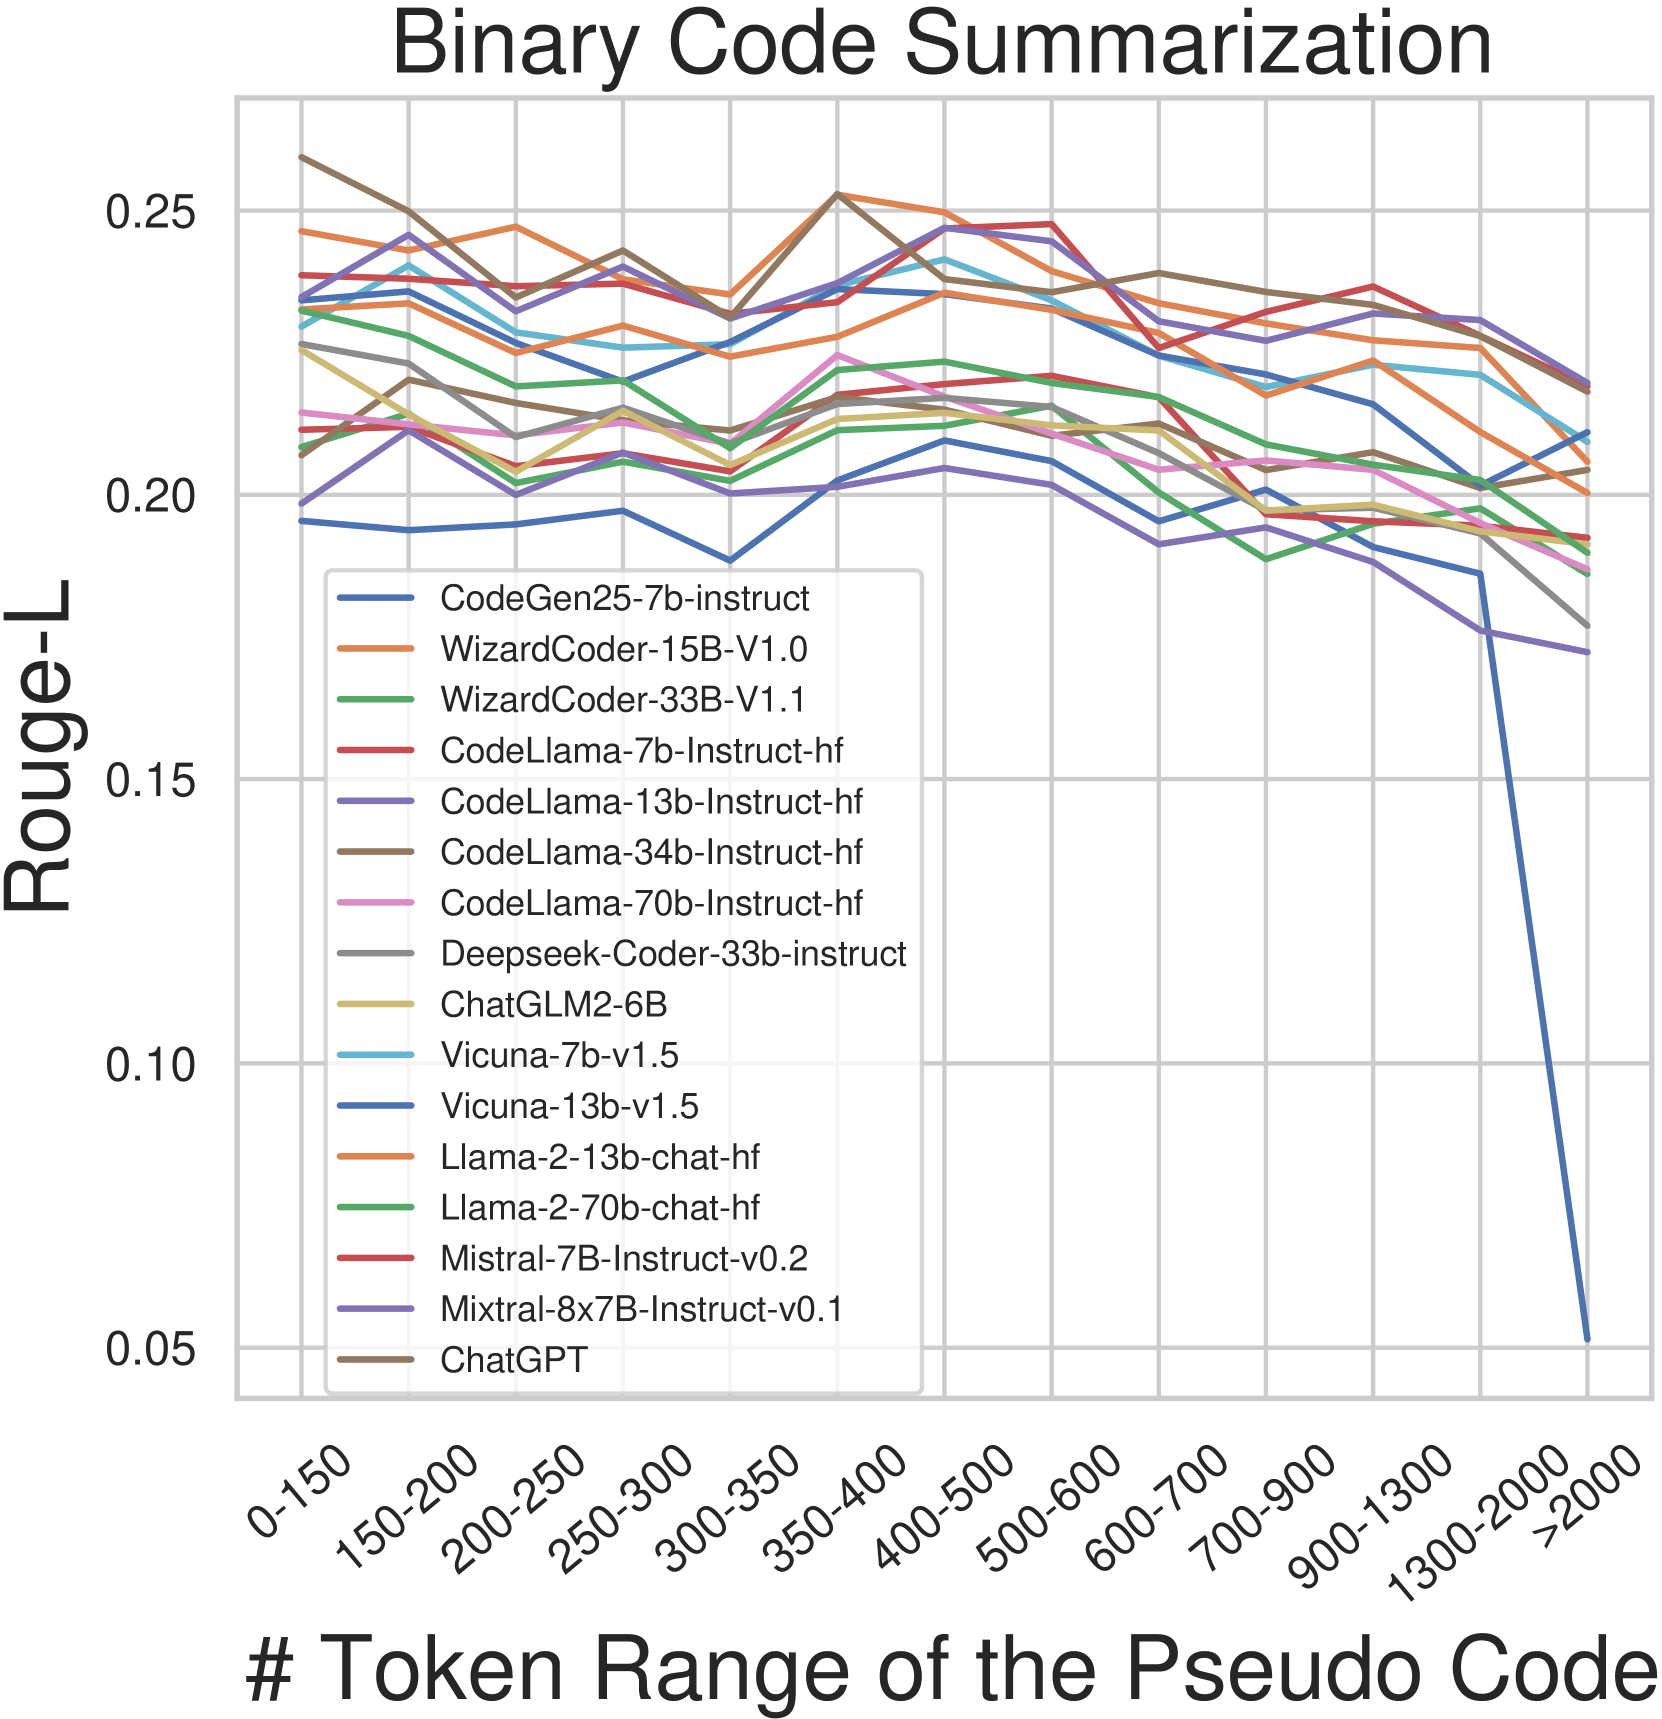 Binary Code Summarization
Rouge-L
0.25
0.20
0.15
0.10
0.05
CodeGen25-7b-instruct
WizardCoder-15B-V1.0
WizardCoder-33B-V1.1
CodeLlama-7b-Instruct-hf
CodeLlama-13b-Instruct-hf
CodeLlama-34b-Instruct-hf
CodeLlama-70b-Instruct-hf
Deepseek-Coder-33b-instruct
ChatGLM2-6B
Vicuna-7b-v1.5
Vicuna-13b-v1.5
Llama-2-13b-chat-hf
Llama-2-70b-chat-hf
Mistral-7B-Instruct-v0.2
Mixtral-8x7B-Instruct-v0.1
ChatGPT
0-150
150-200
200-250
250-300
300-350
350-400
400-500
500-600
600-700
700-900
900-1300
1300-2000
>2000
# Token Range of the Pseudo Code